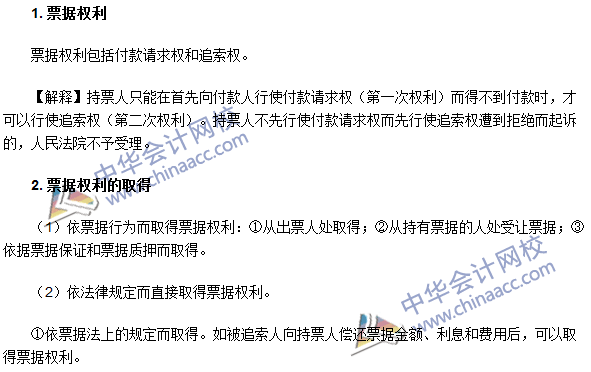 1. 票据权利
票据权利包括付款请求权和追索权。
【解释】持票人只能在首先向付款人行使付款请求权（第一次权利）而得不到付款时，才
可以行使追索权（第二次权利）。持票人不先行使付款请求权而先行使追索权遭到拒绝而起诉
的，人民法院不予受理。
中华会计网校
www.chinaacc.com
2. 票据权利的取得
（1）依票据行为而取得票据权利：①从出票人处取得；②从持有票据的人处受让票据；③
依据票据保证和票据质押而取得。
（2）依法律规定而直接取得票据权利。
中华会计网校
www.chinaacc.com
①依票据法上的规定而取得。如被追索人向持票人偿还票据金额、利息和费用后，可以取
得票据权利。